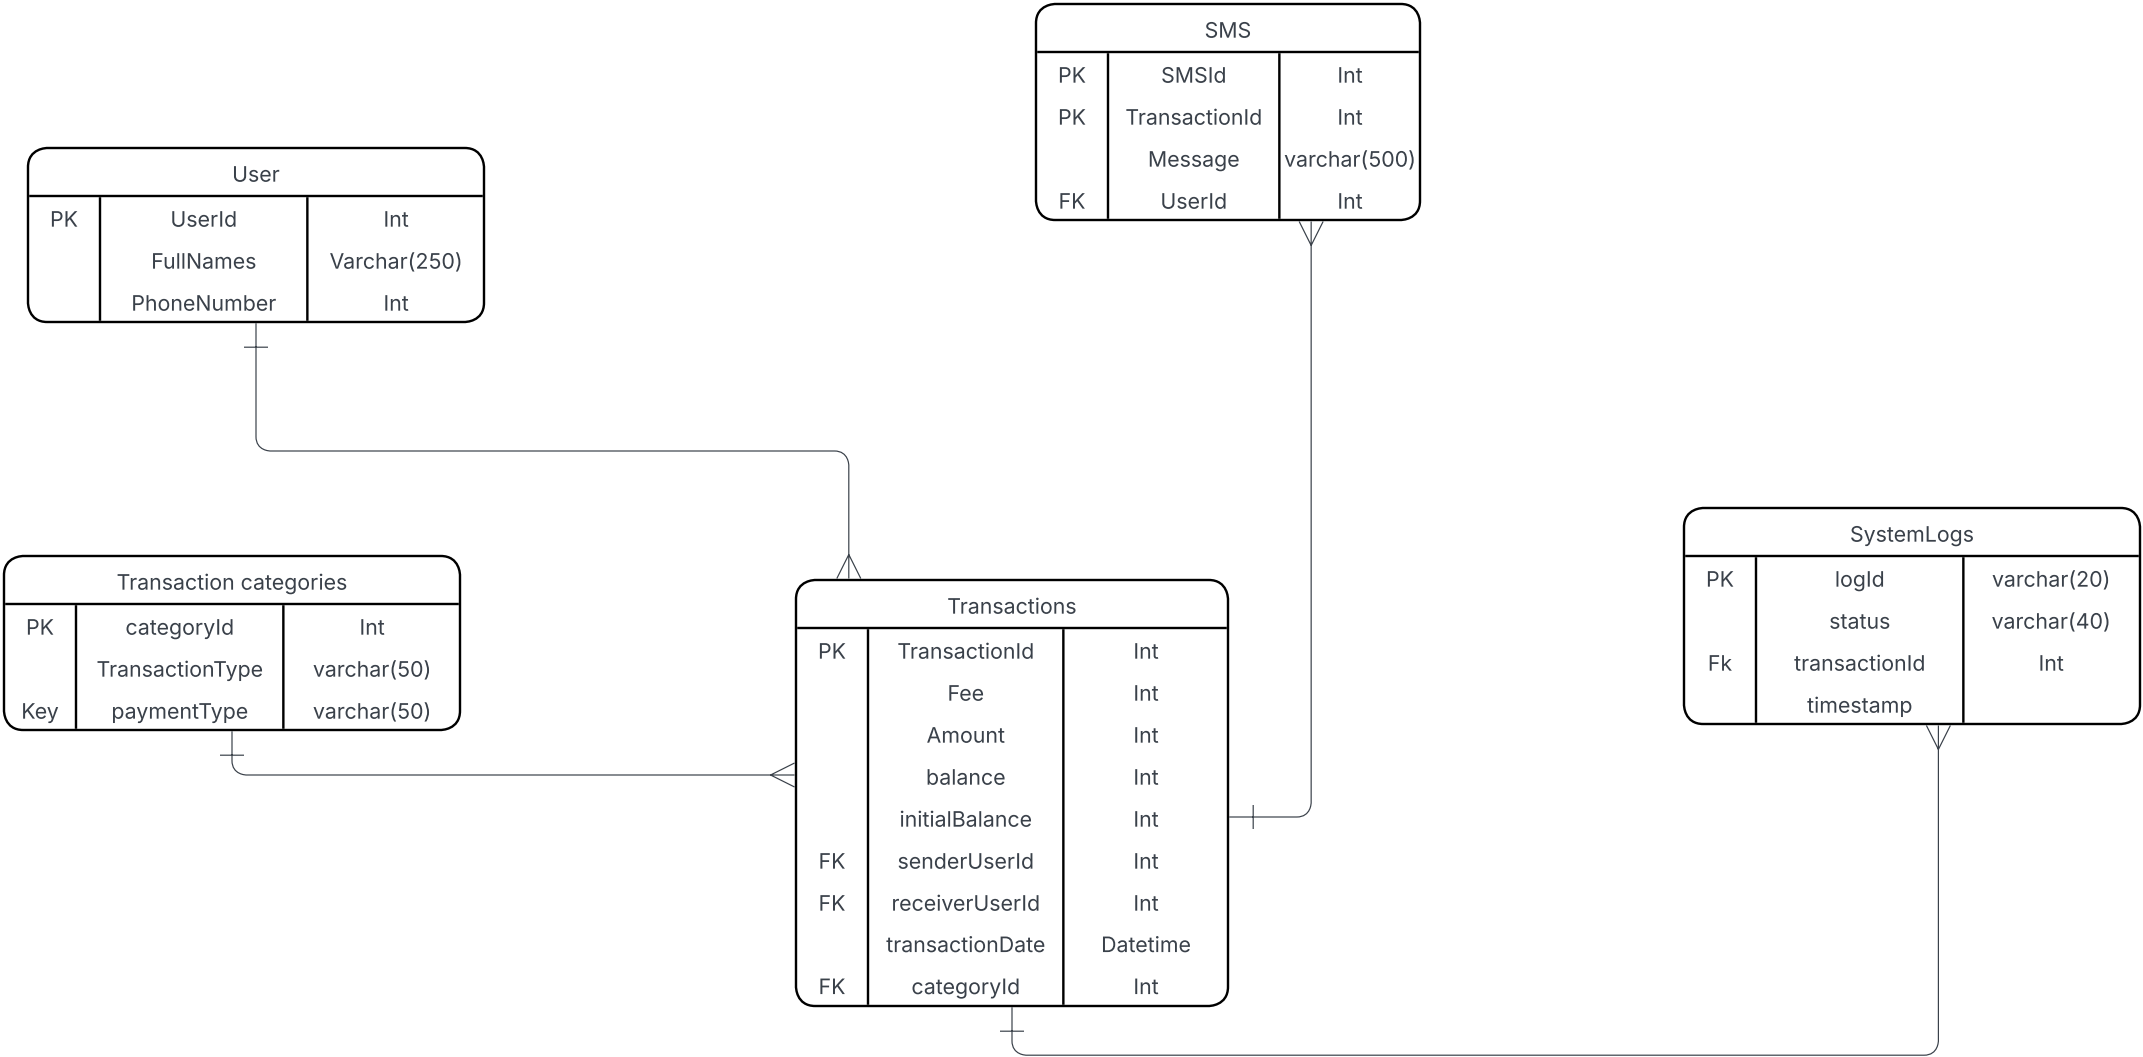 SMS
PK SMSId Int
PK TransactionId Int
Message varchar(500)
FK UserId Int
User
PK UserId Int
FullNames Varchar(250)
PhoneNumber Int
Transaction categories
PK categoryId Int
TransactionType varchar(50)
Key paymentType varchar(50)
Transactions
PK TransactionId Int
Fee Int
Amount Int
balance Int
initialBalance Int
FK senderUserId Int
FK receiverUserId Int
transactionDate Datetime
FK categoryId Int
SystemLogs
PK logId varchar(20)
status varchar(40)
Fk transactionId Int
timestamp